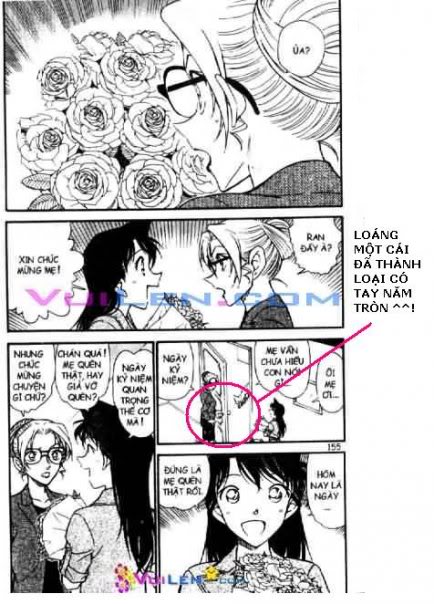 ỦA?
XIN CHÚC
MỪNG MẸ!
RAN
ĐẤY À?
VUILEN.COM
LOÁNG
MỘT CÁI
ĐÃ THÀNH
LOẠI CÓ
TAY NẮM
TRÒN ^^!
NHƯNG
CHÚC
MỪNG
CHUYỆN
GÌ CHỨ?
CHÁN QUÁ!
MẸ QUÊN
THẬT, HAY
GIẢ VỜ
QUÊN?
NGÀY
KỶ NIỆM
QUAN
TRỌNG
THẾ CƠ
MÀ!
NGÀY
KỶ
NIỆM?
MẸ VẪN
CHƯA HIỂU
CON NÓI
GÌ.
ÔI
MẸ
ƠI...
155
ĐÚNG LÀ
MẸ QUÊN
THẬT RỒI.
HÔM
NAY LÀ
NGÀY
...
VUILEN.COM